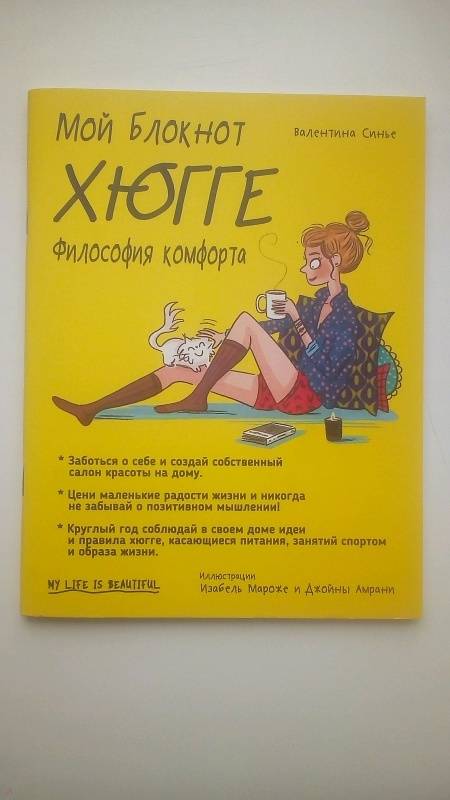 Мой Блокнот
Валентина Синье
ХЮГГЕ
Философия комфорта
* Заботься о себе и создай собственный
салон красоты на дому.
* Цени маленькие радости жизни и никогда
не забывай о позитивном мышлении!
* Круглый год соблюдай в своем доме идеи
и правила хюгге, касающиеся питания, занятий спортом
и образа жизни.
MY LIFE IS BEAUTIFUL
Иллюстрации
Изабель Мароже и Джойны Амрани